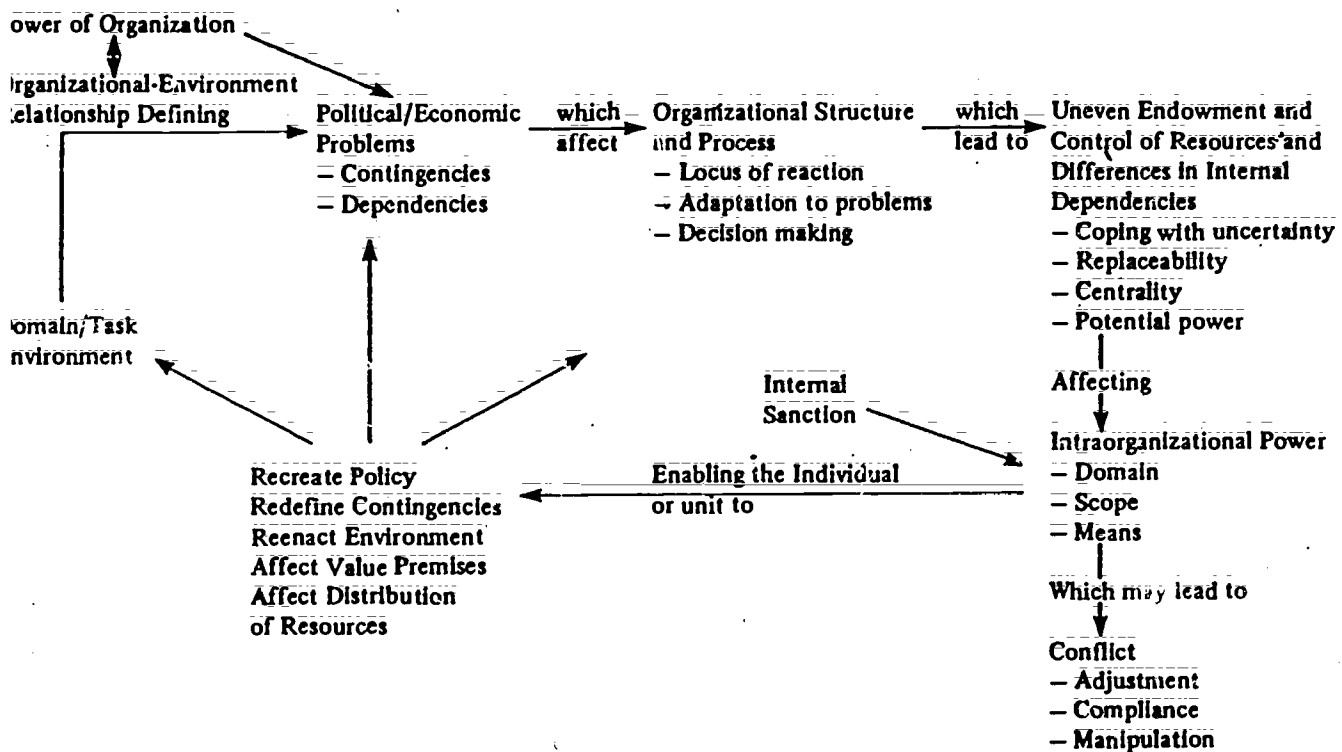 ower of Organization
rganizational-Environment
elationship Defining
Political/Economic
Problems
– Contingencies
– Dependencies
which
affect
Organizational Structure
and Process
– Locus of reaction
– Adaptation to problems
– Decision making
which
lead to
Uneven Endowment and
Control of Resources and
Differences in Internal
Dependencies
– Coping with uncertainty
– Replaceability
– Centrality
– Potential power
omain/Task
nvironment
Affecting
Internal
Sanction
Intraorganizational Power
– Domain
– Scope
– Means
Enabling the Individual
or unit to
Recreate Policy
Redefine Contingencies
Reenact Environment
Affect Value Premises
Affect Distribution
of Resources
Which may lead to
Conflict
– Adjustment
– Compliance
– Manipulation